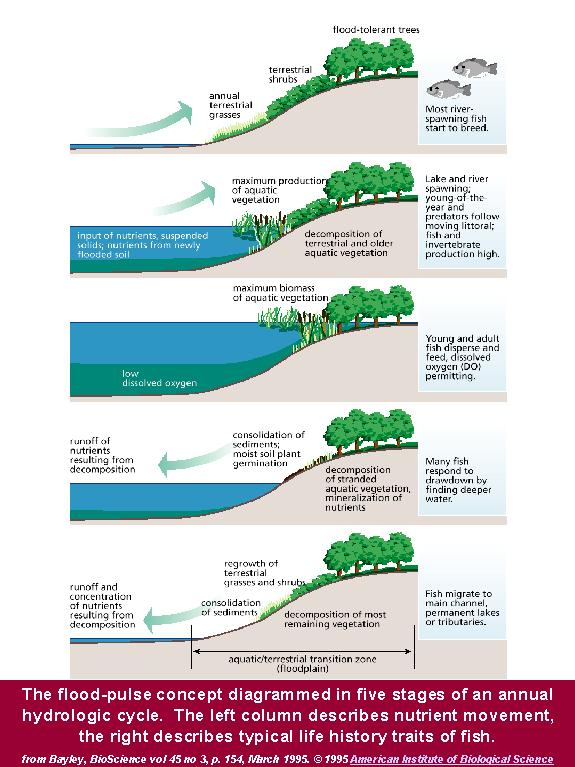 flood-tolerant trees
terrestrial
shrubs
annual
terrestrial
grasses
Most river-
spawning fish
start to breed.
maximum production
of aquatic
vegetation
input of nutrients, suspended
solids; nutrients from newly
flooded soil
decomposition of
terrestrial and older
aquatic vegetation
Lake and river
spawning;
young-of-the-
year and
predators follow
moving littoral;
fish and
invertebrate
production high.
maximum biomass
of aquatic vegetation
low
dissolved oxygen
Young and adult
fish disperse and
feed, dissolved
oxygen (DO)
permitting.
runoff of
nutrients
resulting from
decomposition
consolidation of
sediments;
moist soil plant
germination
decomposition
of stranded
aquatic vegetation,
mineralization of
nutrients
Many fish
respond to
drawdown by
finding deeper
water.
runoff and
concentration
of nutrients
resulting from
decomposition
regrowth of
terrestrial
grasses and shrubs
consolidation
of sediments
decomposition of most
remaining vegetation
Fish migrate to
main channel,
permanent lakes
or tributaries.
aquatic/terrestrial transition zone
(floodplain)
The flood-pulse concept diagrammed in five stages of an annual
hydrologic cycle. The left column describes nutrient movement,
the right describes typical life history traits of fish.
from Bayley, BioScience vol 45 no 3, p. 154, March 1995. © 1995 American Institute of Biological Science